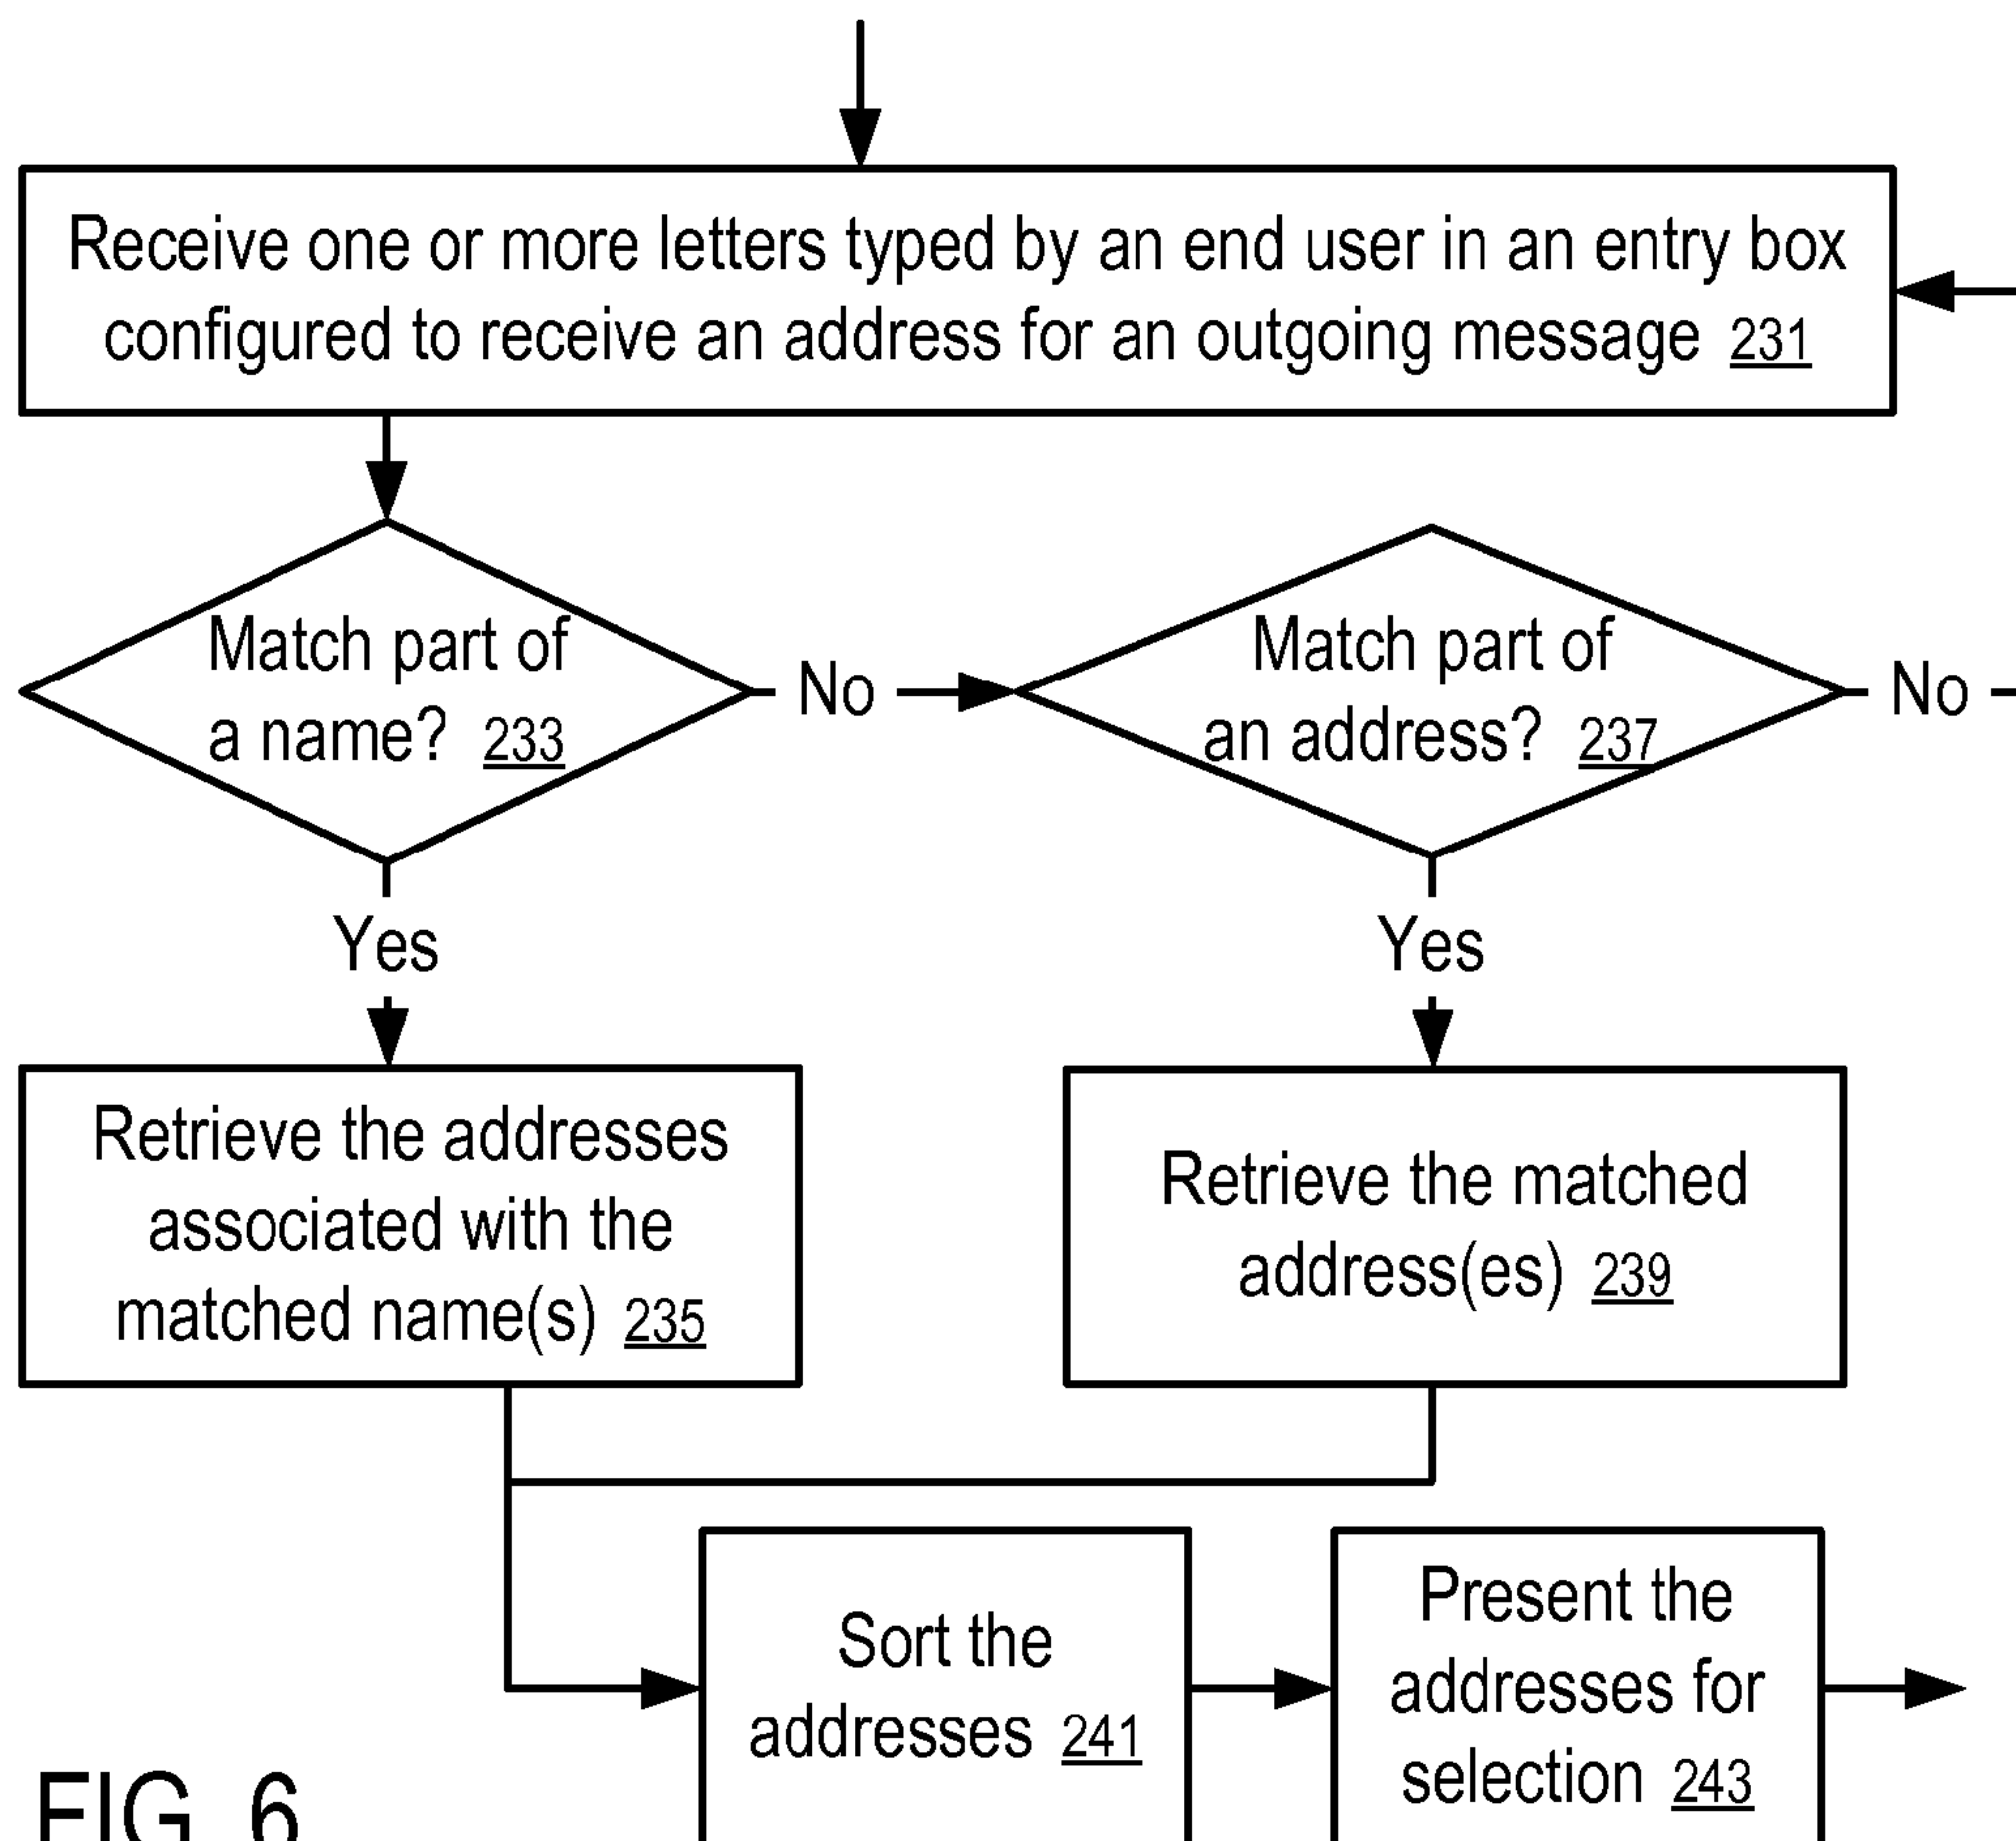 Receive one or more letters typed by an end user in an entry box
configured to receive an address for an outgoing message 231
Match part of
a name? 233
No
Match part of
an address? 237
No
Yes
Yes
Retrieve the addresses
associated with the
matched name(s) 235
Retrieve the matched
address(es) 239
Sort the
addresses 241
Present the
addresses for
selection 243
FIG. 6